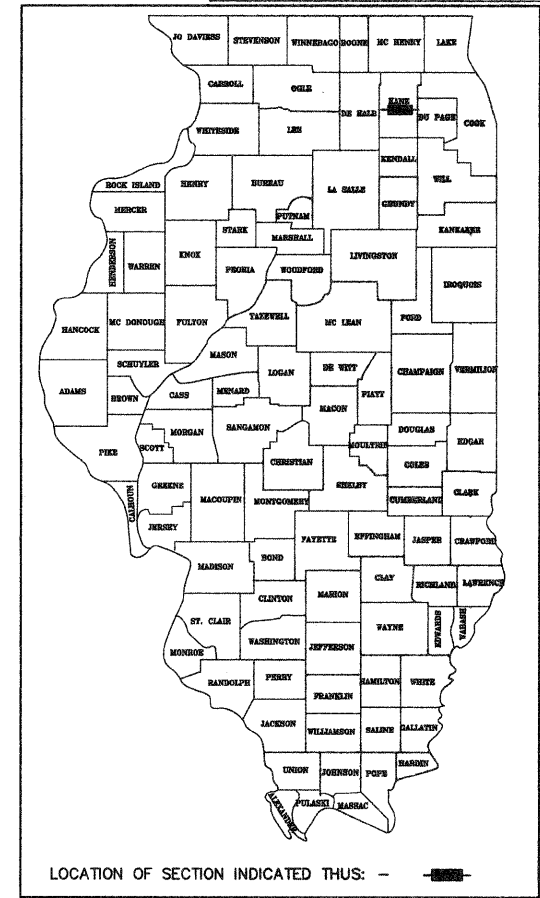 JO DAVIESS STEVENSON WINNEBAGO BOONE MC HENRY LAKE
CARROLL OGLE KANE
DE KALB DU PAGE COOK
WHITESIDE LEE
KENDALL
ROCK ISLAND HENRY BUREAU LA SALLE WILL
MERCER PUTNAM GRUNDY
STARK MARSHALL KANKAKEE
HENDERSON WARREN KNOX PEORIA WOODFORD LIVINGSTON
IROQUOIS
TAZEWELL FORD
HANCOCK MC DONOUGH FULTON MC LEAN
MASON
SCHUYLER LOGAN DE WITT CHAMPAIGN VERMILION
ADAMS BROWN CASS MENARD PIATT
MACON
MORGAN SANGAMON DOUGLAS
PIKE SCOTT CHRISTIAN MOULTRIE EDGAR
COLES
GREENE MACOUPIN SHELBY
CALHOUN MONTGOMERY CUMBERLAND CLARK
JERSEY
FAYETTE EFFINGHAM JASPER CRAWFORD
MADISON BOND
CLAY RICHLAND LAWRENCE
CLINTON MARION
ST. CLAIR WAYNE EDWARDS WABASH
WASHINGTON JEFFERSON
MONROE
RANDOLPH PERRY HAMILTON WHITE
FRANKLIN
JACKSON WILLIAMSON SALINE GALLATIN
UNION JOHNSON POPE HARDIN
ALEXANDER PULASKI MASSAC
LOCATION OF SECTION INDICATED THUS: -